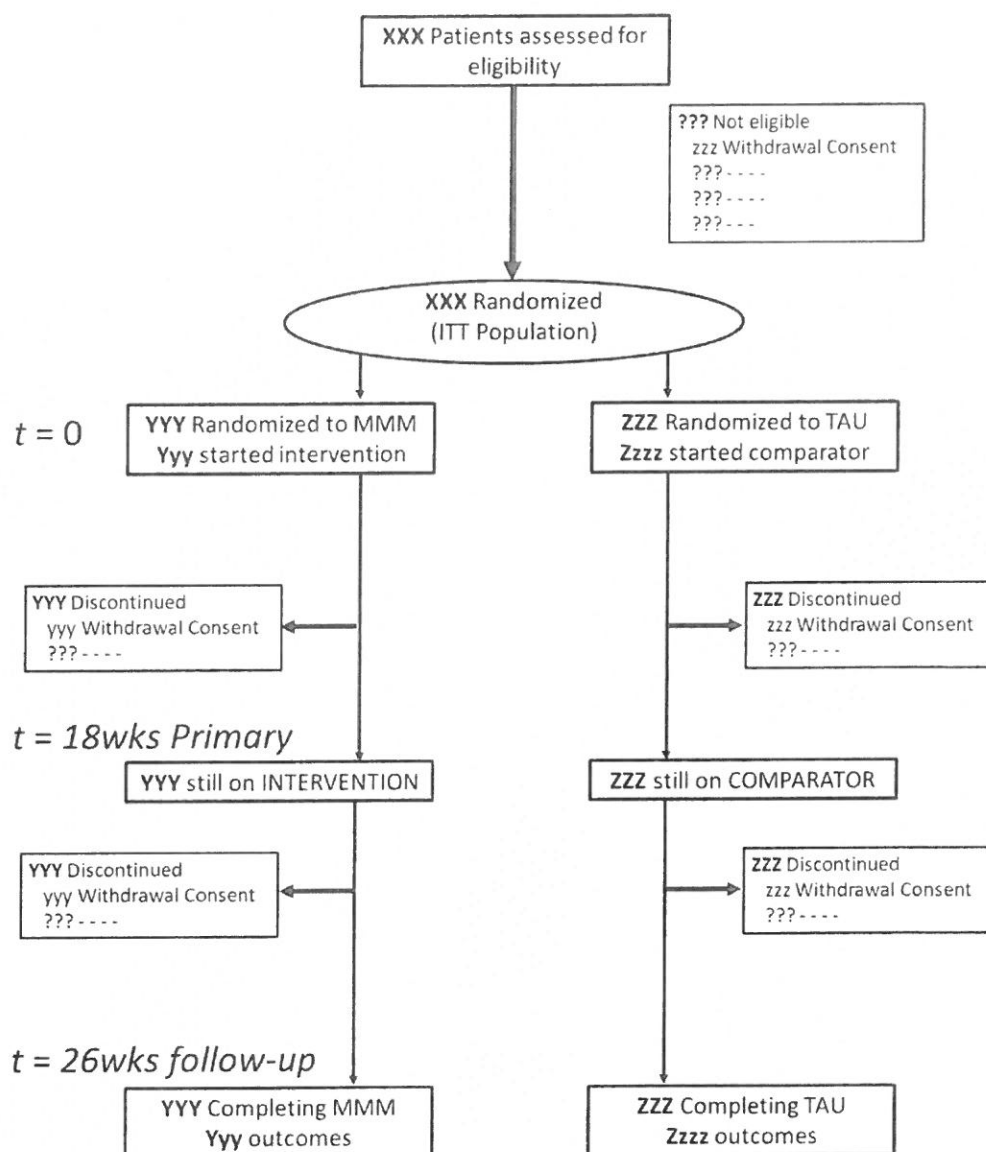 XXX Patients assessed for
eligibility
??? Not eligible
zzz Withdrawal Consent
??? - - - -
??? - - - -
??? - - -
XXX Randomized
(ITT Population)
t = 0
YYY Randomized to MMM
Yyy started intervention
ZZZ Randomized to TAU
Zzzz started comparator
YYY Discontinued
yyy Withdrawal Consent
??? - - - -
ZZZ Discontinued
zzz Withdrawal Consent
??? - - - -
t = 18wks Primary
YYY still on INTERVENTION
ZZZ still on COMPARATOR
YYY Discontinued
yyy Withdrawal Consent
??? - - - -
ZZZ Discontinued
zzz Withdrawal Consent
??? - - - -
t = 26wks follow-up
YYY Completing MMM
Yyy outcomes
ZZZ Completing TAU
Zzzz outcomes